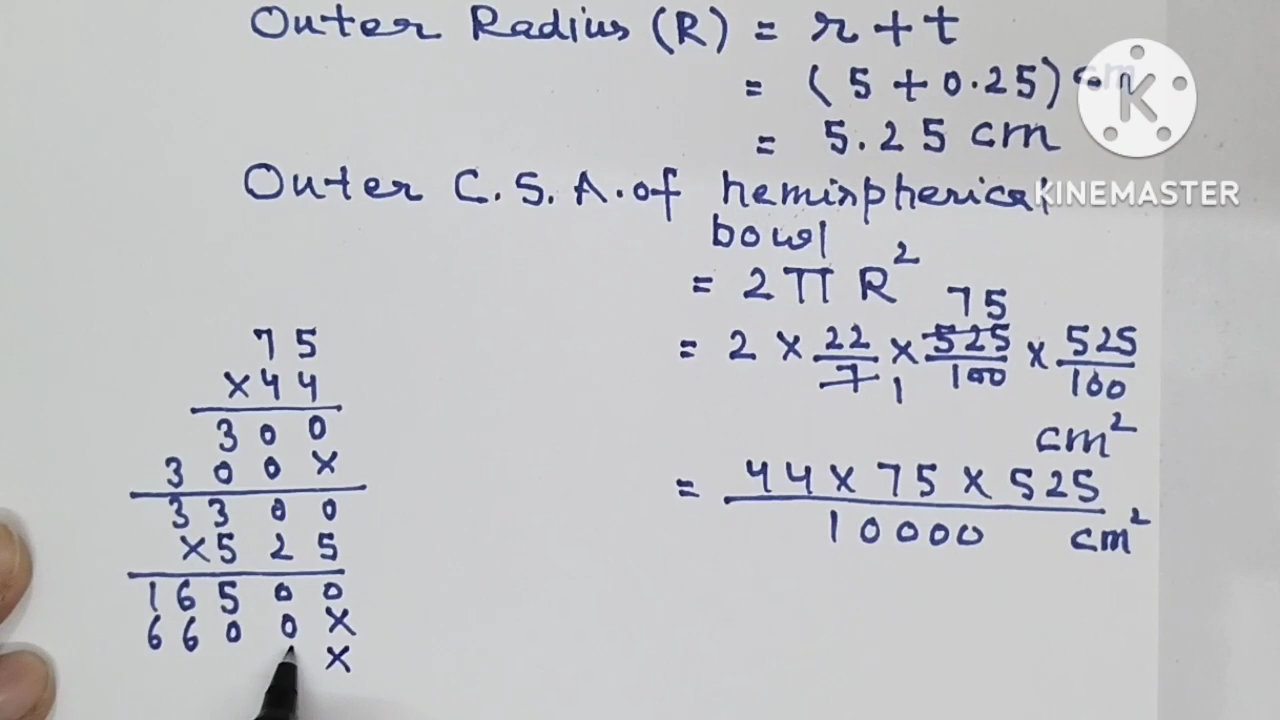 Outer Radius (R) = r + t
= (5 + 0.25) cm
= 5.25 cm
KINEMASTER
Outer C.S.A. of hemispherical
bowl
= 2 π R²
75
= 2 × 22/7 × 525/100 × 525/100
1
cm²
= 44 × 75 × 525 / 10000 cm²
75
×44
300
300×
3300
×525
16500
6600×
×